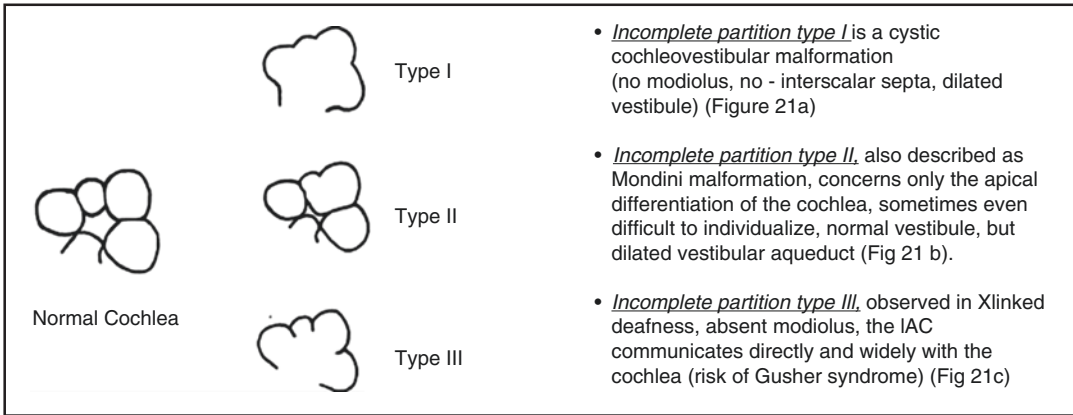 Type I
Type II
Normal Cochlea
Type III
• Incomplete partition type I is a cystic
cochleovestibular malformation
(no modiolus, no - interscalar septa, dilated
vestibule) (Figure 21a)
• Incomplete partition type II, also described as
Mondini malformation, concerns only the apical
differentiation of the cochlea, sometimes even
difficult to individualize, normal vestibule, but
dilated vestibular aqueduct (Fig 21 b).
• Incomplete partition type III, observed in Xlinked
deafness, absent modiolus, the IAC
communicates directly and widely with the
cochlea (risk of Gusher syndrome) (Fig 21c)